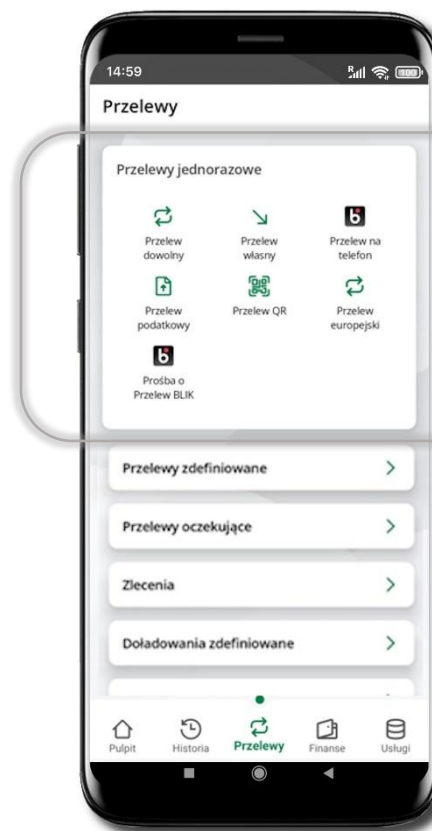 14:59
R
100
Przelewy
Przelewy jednorazowe
Przelew
dowolny
Przelew
własny
Przelew na
telefon
Przelew
podatkowy
Przelew QR
Przelew
europejski
Prośba o
Przelew BLIK
Przelewy zdefiniowane
Przelewy oczekujące
Zlecenia
Doładowania zdefiniowane
Pulpit
Historia
Przelewy
Finanse
Usługi